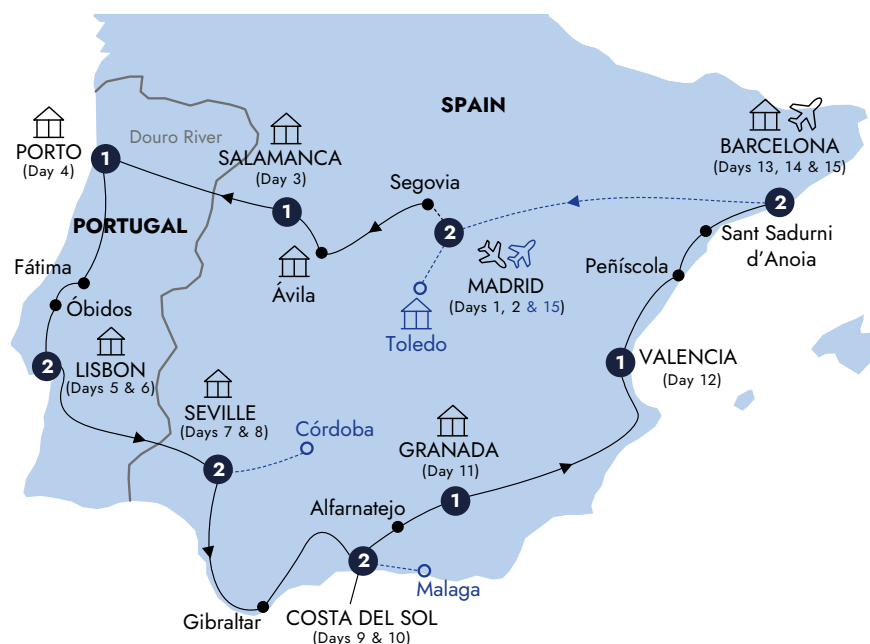 SPAIN
Douro River
PORTO
(Day 4)
1
SALAMANCA
(Day 3)
1
BARCELONA
(Days 13, 14 & 15)
2
Segovia
2
PORTUGAL
Sant Sadurni
d'Anoia
Peñíscola
Fátima
Ávila
MADRID
(Days 1, 2 & 15)
Óbidos
Toledo
2
LISBON
(Days 5 & 6)
1
VALENCIA
(Day 12)
SEVILLE
(Days 7 & 8)
2
Córdoba
GRANADA
(Day 11)
1
Alfarnatejo
2
Malaga
Gibraltar
COSTA DEL SOL
(Days 9 & 10)